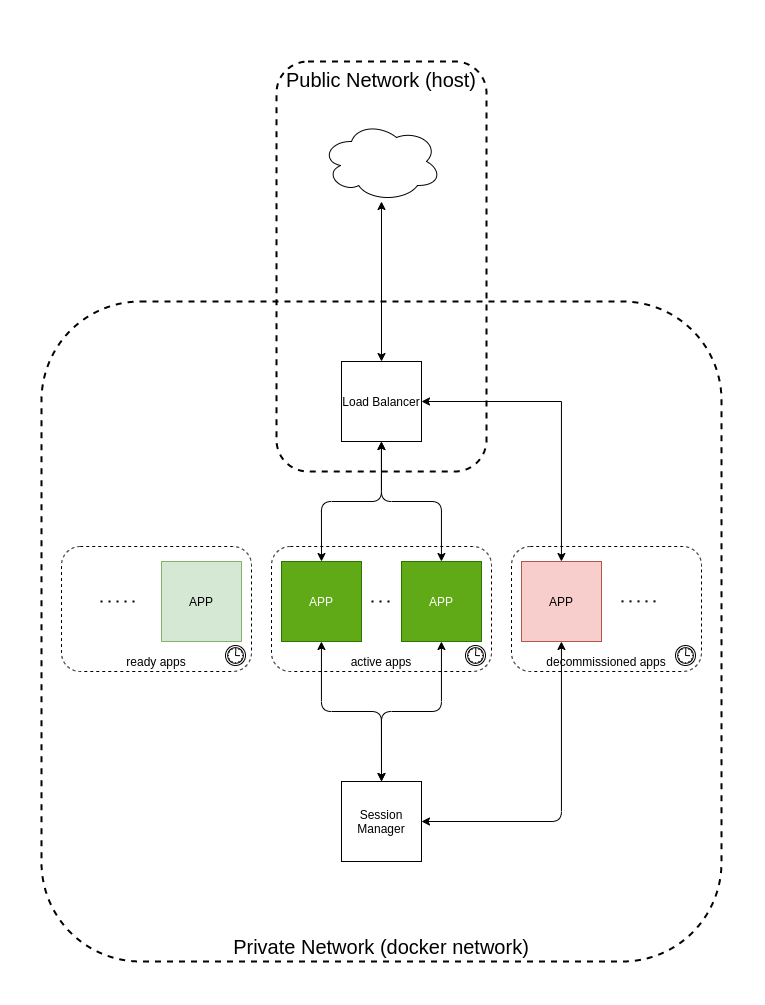 Public Network (host)
Load Balancer
. . . . .
APP
APP
. . .
APP
APP
. . . . .
ready apps
active apps
decommissioned apps
Session
Manager
Private Network (docker network)